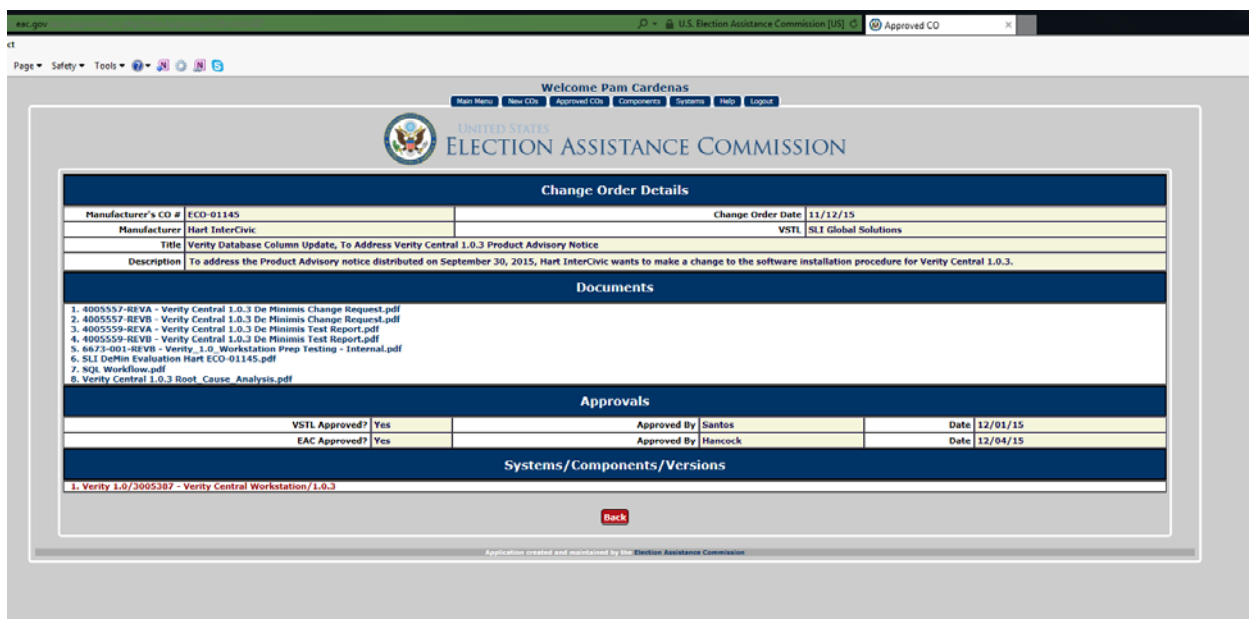 eac.gov
U.S. Election Assistance Commission [US]
Approved CO
ct
Page Safety Tools
Welcome Pam Cardenas
Main Menu New COs Approved COs Components Systems Help Logout
UNITED STATES
ELECTION ASSISTANCE COMMISSION
Change Order Details
Manufacturer's CO # ECO-01145 Change Order Date 11/12/15
Manufacturer Hart InterCivic VSTL SLI Global Solutions
Title Verity Database Column Update, To Address Verity Central 1.0.3 Product Advisory Notice
Description To address the Product Advisory notice distributed on September 30, 2015, Hart InterCivic wants to make a change to the software installation procedure for Verity Central 1.0.3.
Documents
1. 4005557-REVA - Verity Central 1.0.3 De Minimis Change Request.pdf
2. 4005557-REVB - Verity Central 1.0.3 De Minimis Change Request.pdf
3. 4005559-REVA - Verity Central 1.0.3 De Minimis Test Report.pdf
4. 4005559-REVB - Verity Central 1.0.3 De Minimis Test Report.pdf
5. 6673-001-REVB - Verity_1.0_Workstation Prep Testing - Internal.pdf
6. SLI DeMin Evaluation Hart ECO-01145.pdf
7. SQL Workflow.pdf
8. Verity Central 1.0.3 Root_Cause_Analysis.pdf
Approvals
VSTL Approved? Yes Approved By Santos Date 12/01/15
EAC Approved? Yes Approved By Hancock Date 12/04/15
Systems/Components/Versions
1. Verity 1.0/3005387 - Verity Central Workstation/1.0.3
Back
Application created and maintained by the Election Assistance Commission